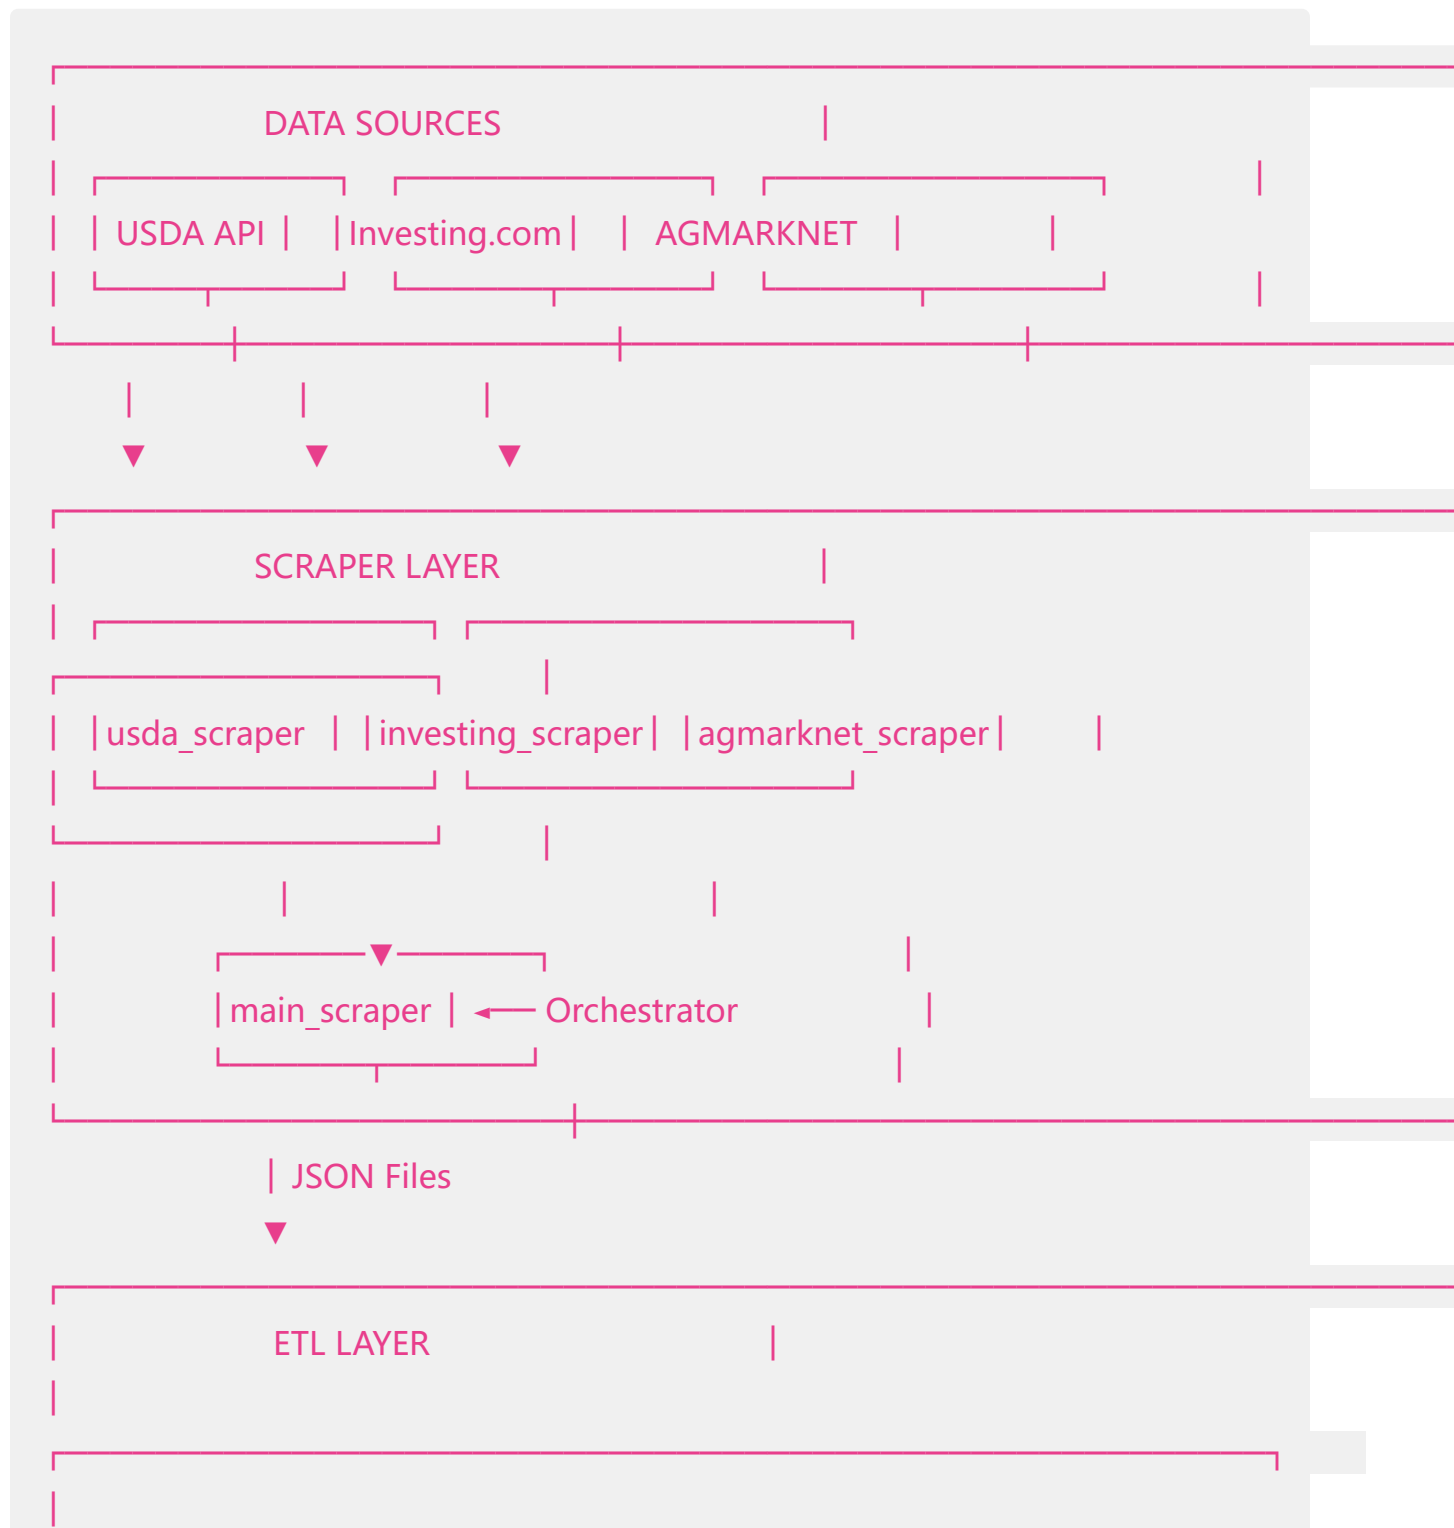 DATA SOURCES
USDA API Investing.com AGMARKNET
SCRAPER LAYER
usda_scraper investing_scraper agmarknet_scraper
main_scraper Orchestrator
JSON Files
ETL LAYER